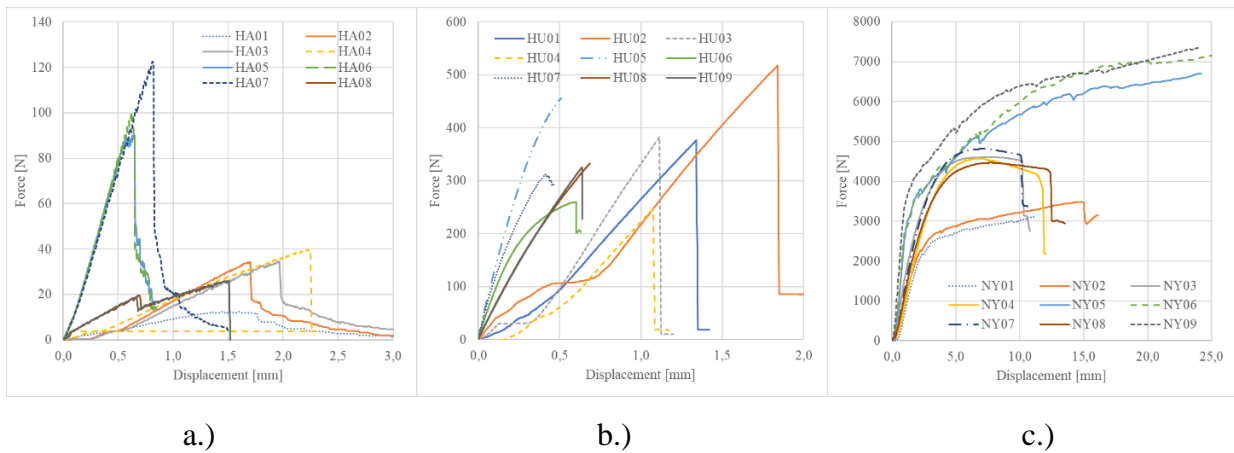 140
120
100
80
60
40
20
0
Force [N]
HA01 HA02
HA03 HA04
HA05 HA06
HA07 HA08
0,0 0,5 1,0 1,5 2,0 2,5 3,0
Displacement [mm]
a.)
600
500
400
300
200
100
0
Force [N]
HU01 HU02 HU03
HU04 HU05 HU06
HU07 HU08 HU09
0,0 0,5 1,0 1,5 2,0
Displacement [mm]
b.)
8000
7000
6000
5000
4000
3000
2000
1000
0
Force [N]
NY01 NY02 NY03
NY04 NY05 NY06
NY07 NY08 NY09
0,0 5,0 10,0 15,0 20,0 25,0
Displacement [mm]
c.)